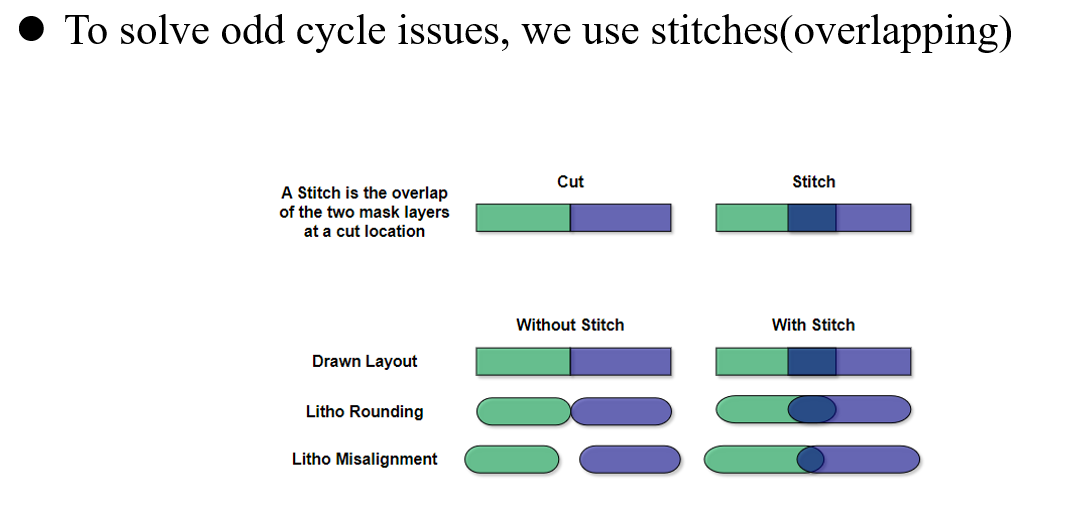 ● To solve odd cycle issues, we use stitches(overlapping)
A Stitch is the overlap
of the two mask layers
at a cut location
Cut
Stitch
Without Stitch
With Stitch
Drawn Layout
Litho Rounding
Litho Misalignment